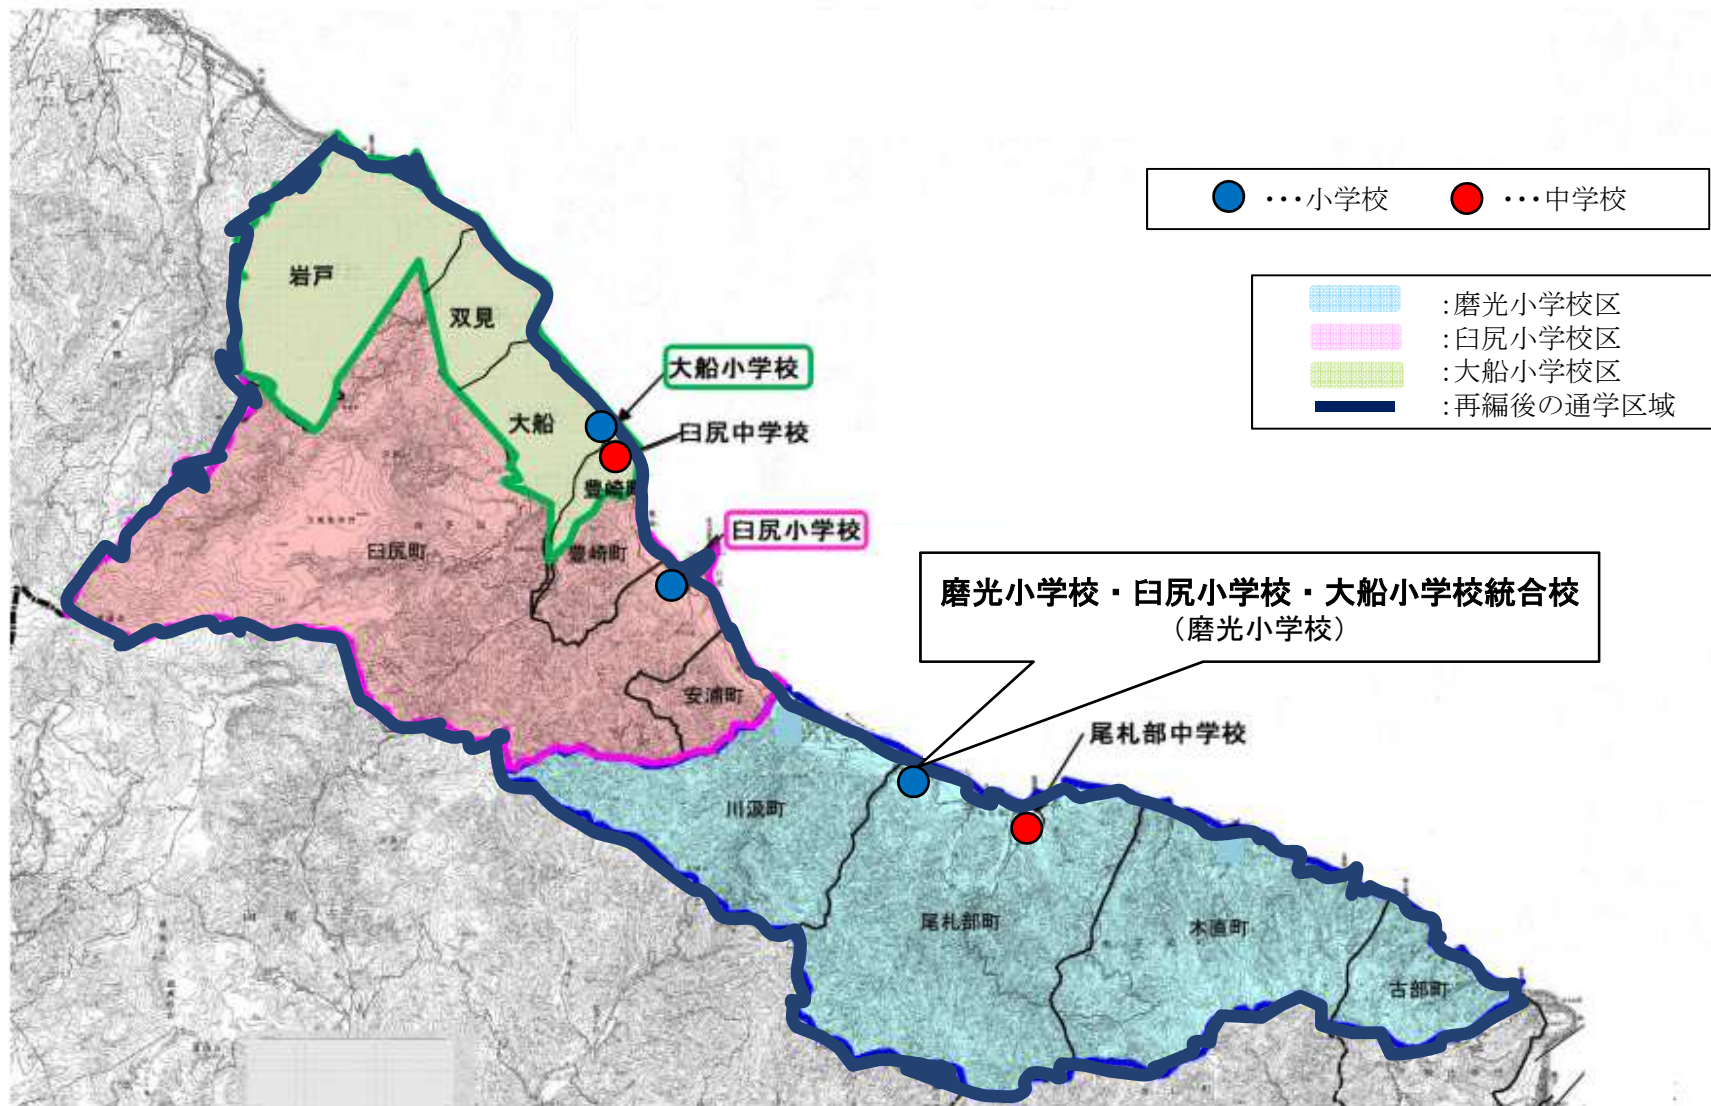 ･･･小学校
･･･中学校
:磨光小学校区
:臼尻小学校区
:大船小学校区
:再編後の通学区域
岩戸
双見
大船小学校
大船
臼尻中学校
豊崎町
臼尻小学校
臼尻町
豊崎町
磨光小学校・臼尻小学校・大船小学校統合校
（磨光小学校）
安浦町
尾札部中学校
川汲町
尾札部町
木直町
古部町